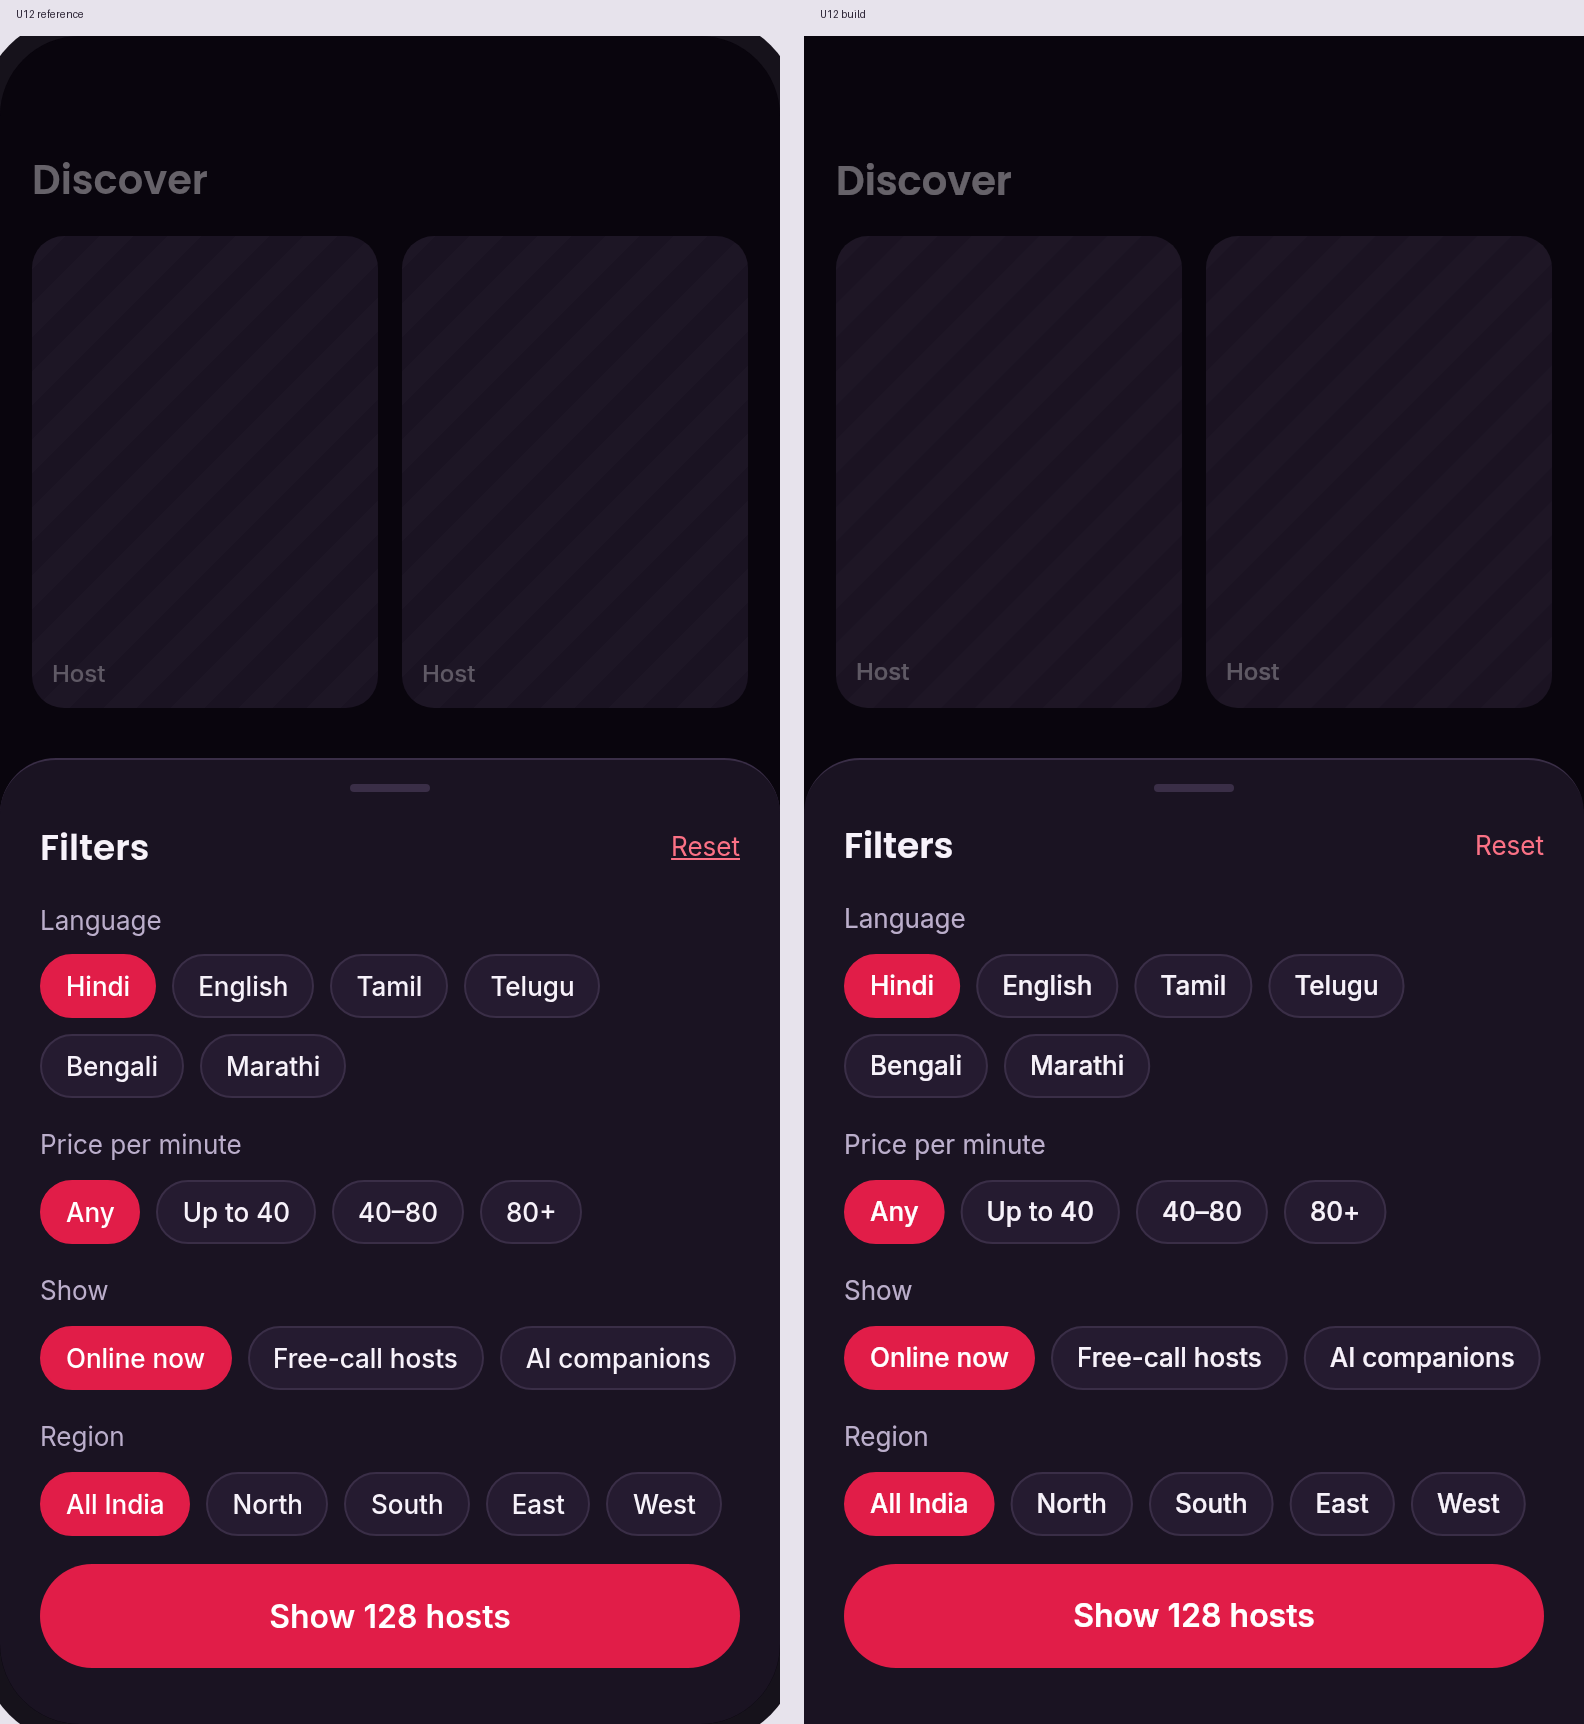 U12 reference
Discover
Host Host
Filters Reset
Language
Hindi English Tamil Telugu
Bengali Marathi
Price per minute
Any Up to 40 40–80 80+
Show
Online now Free-call hosts AI companions
Region
All India North South East West
Show 128 hosts
U12 build
Discover
Host Host
Filters Reset
Language
Hindi English Tamil Telugu
Bengali Marathi
Price per minute
Any Up to 40 40–80 80+
Show
Online now Free-call hosts AI companions
Region
All India North South East West
Show 128 hosts